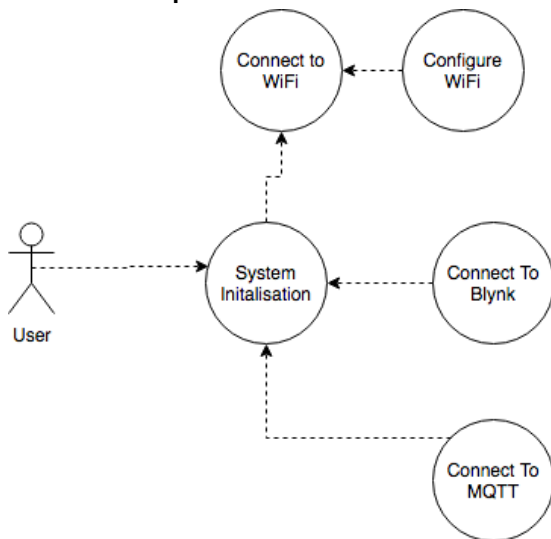 Connect to
WiFi
Configure
WiFi
User
System
Initalisation
Connect To
Blynk
Connect To
MQTT